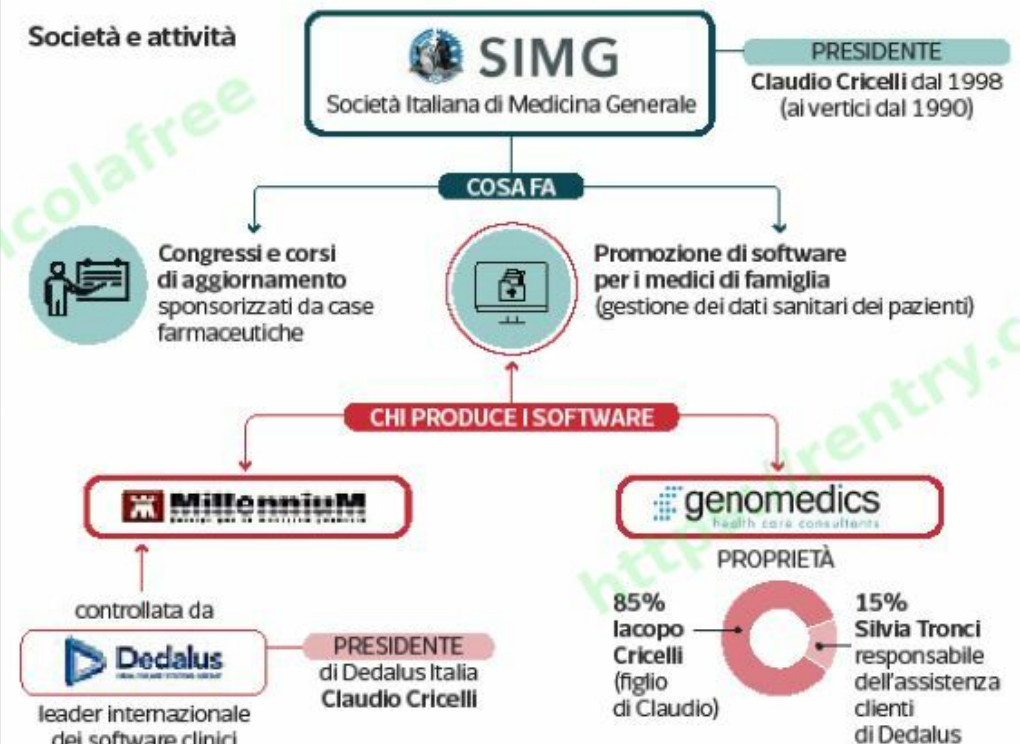 Società e attività
SIMG
Società Italiana di Medicina Generale
PRESIDENTE
Claudio Cricelli dal 1998
(ai vertici dal 1990)
COSA FA
Congressi e corsi
di aggiornamento
sponsorizzati da case
farmaceutiche
Promozione di software
per i medici di famiglia
(gestione dei dati sanitari dei pazienti)
CHI PRODUCE I SOFTWARE
MillenniuM
genomedics
health care consultants
PROPRIETÀ
85%
Iacopo
Cricelli
(figlio
di Claudio)
15%
Silvia Tronci
responsabile
dell'assistenza
clienti
di Dedalus
controllata da
Dedalus
PRESIDENTE
di Dedalus Italia
Claudio Cricelli
leader internazionale
dei software clinici
icolafree
http://rentry.c